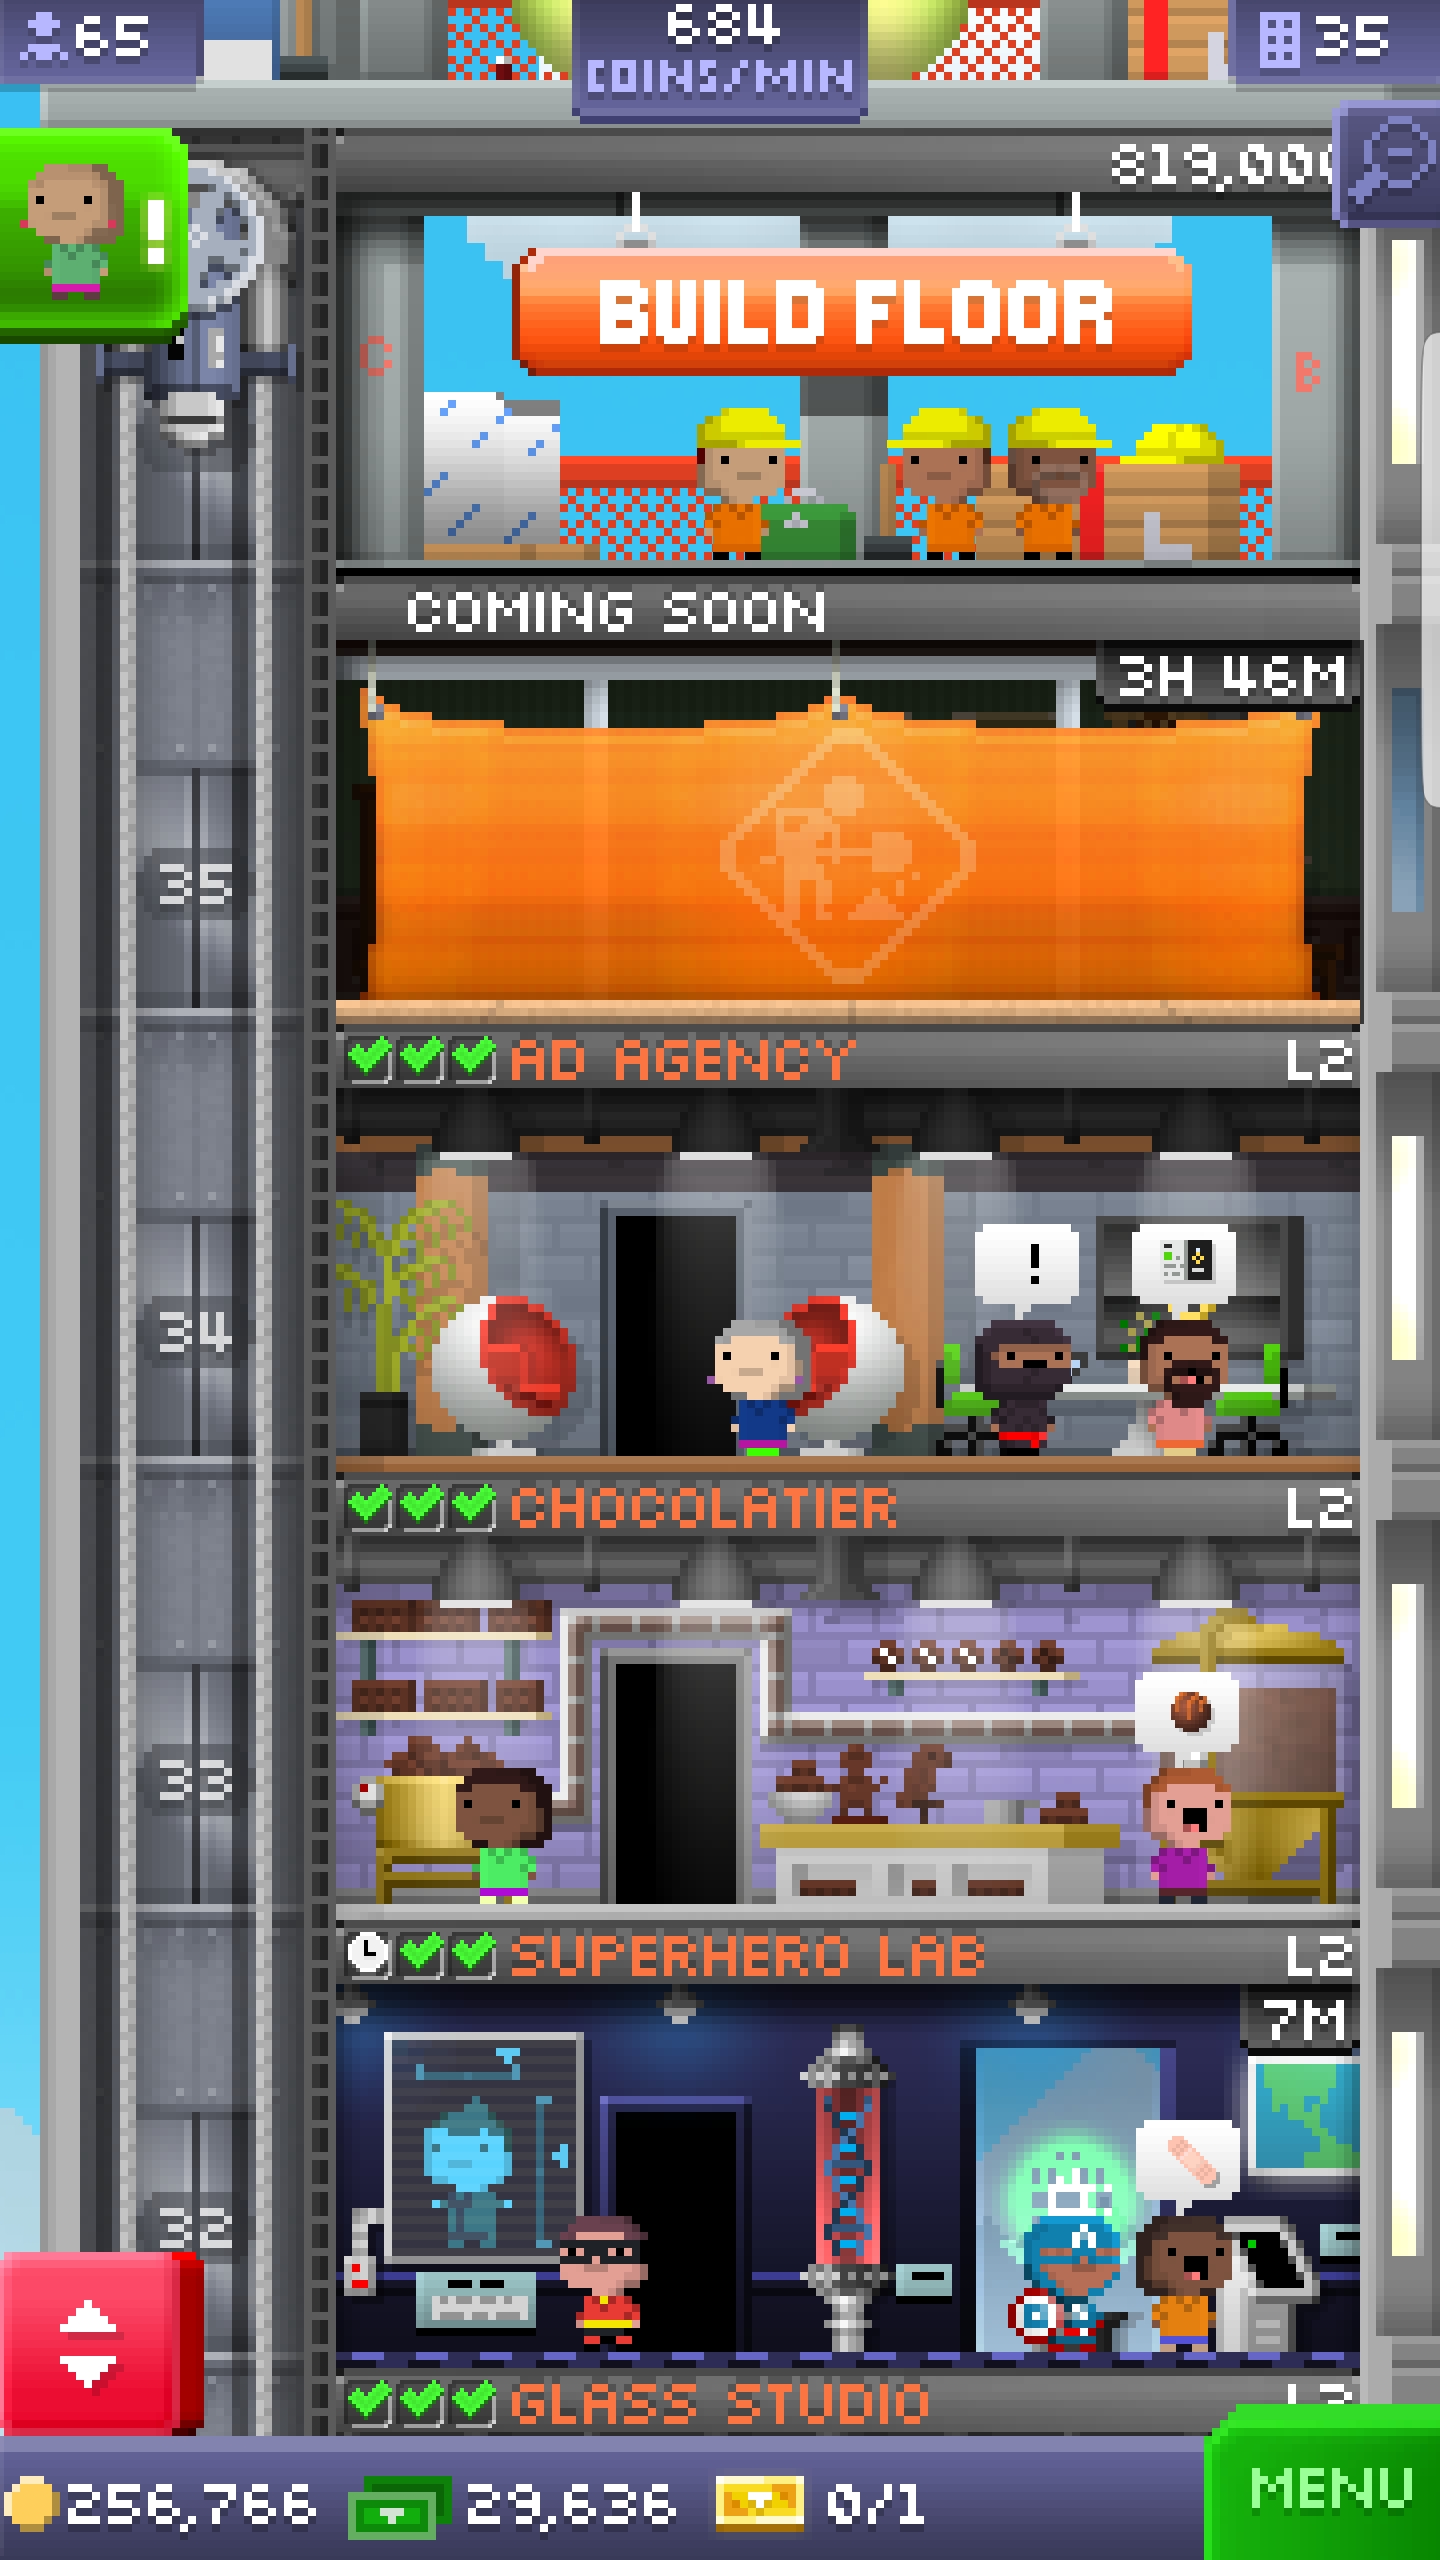 65
684
COINS/MIN
35
819,000
!
BUILD FLOOR
C
B
COMING SOON
3H 46M
35
AD AGENCY L2
!
34
CHOCOLATIER L2
33
SUPERHERO LAB L2
7M
32
GLASS STUDIO L2
256,766 29,636 0/1
MENU